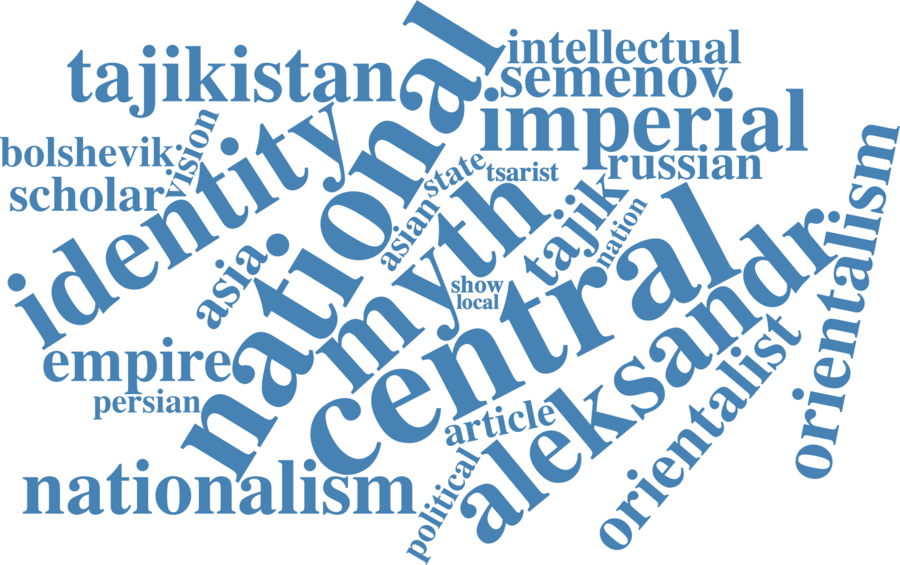 national
intellectual
tajikistan
semenov
imperial
bolshevik
vision
identity
state
tsarist
russian
scholar
asian
myth
tajik
nation
orientalism
asia
show
local
central
aleksandr
empire
persian
article
orientalist
nationalism
political